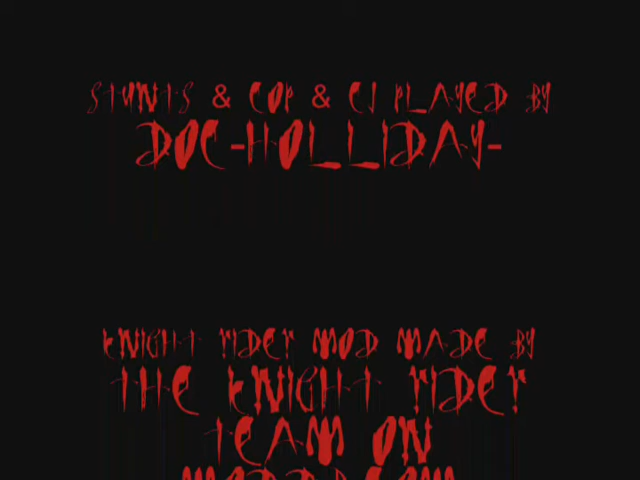 STUNTS & COP & CJ PLAYED BY
DOC-HOLLIDAY-
KNIGHT RIDER MOD MADE BY
THE KNIGHT RIDER
TEAM ON